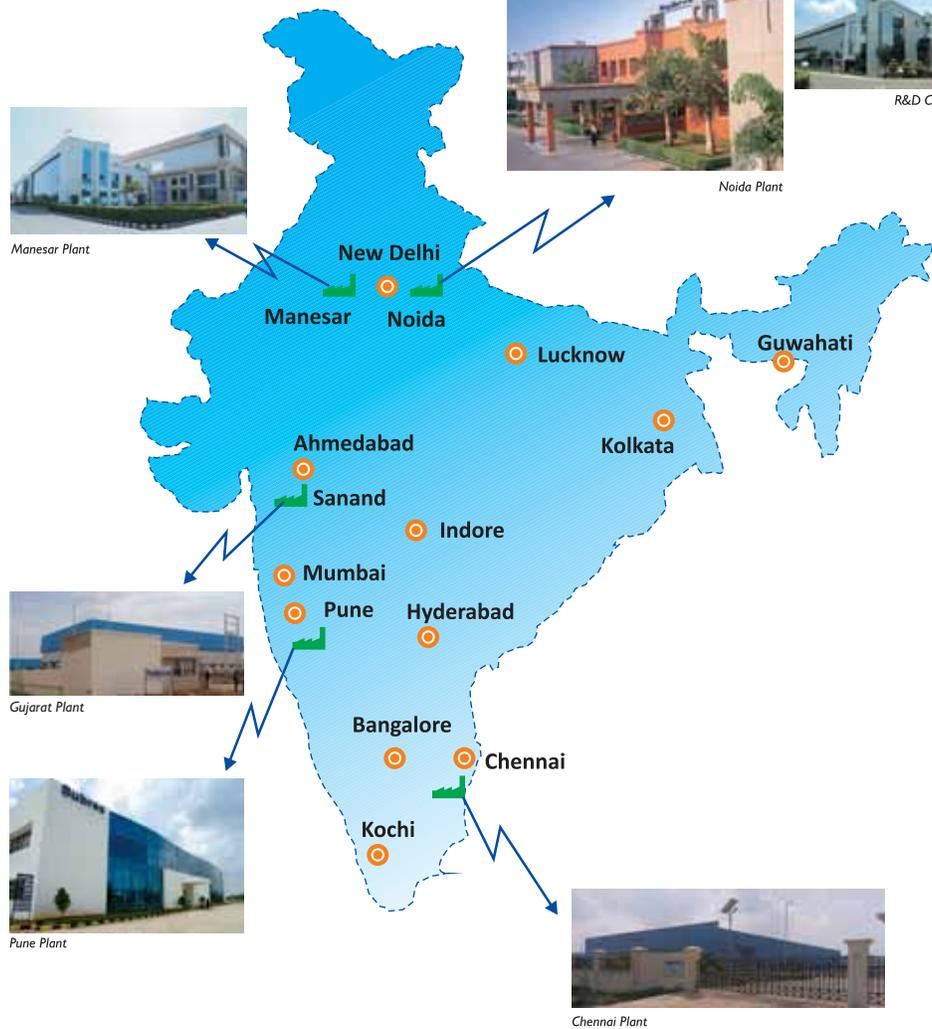 R&D C
Noida Plant
Manesar Plant
New Delhi
Manesar
Noida
Guwahati
Lucknow
Ahmedabad
Kolkata
Sanand
Indore
Mumbai
Pune
Hyderabad
Gujarat Plant
Bangalore
Chennai
Subros
Kochi
Pune Plant
Chennai Plant